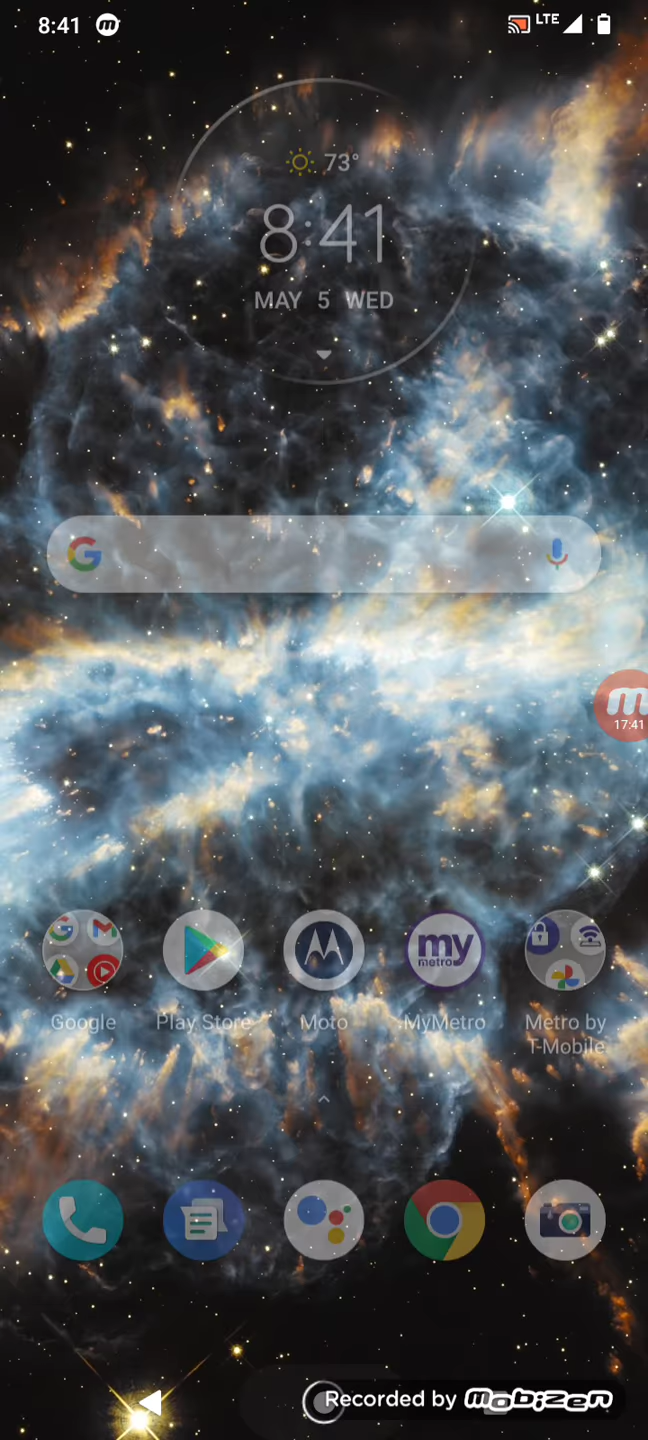 8:41
LTE
73°
8:41
MAY 5 WED
17:41
my
metro
Google
Play Store
Moto
MyMetro
Metro by
T-Mobile
Recorded by mobizen